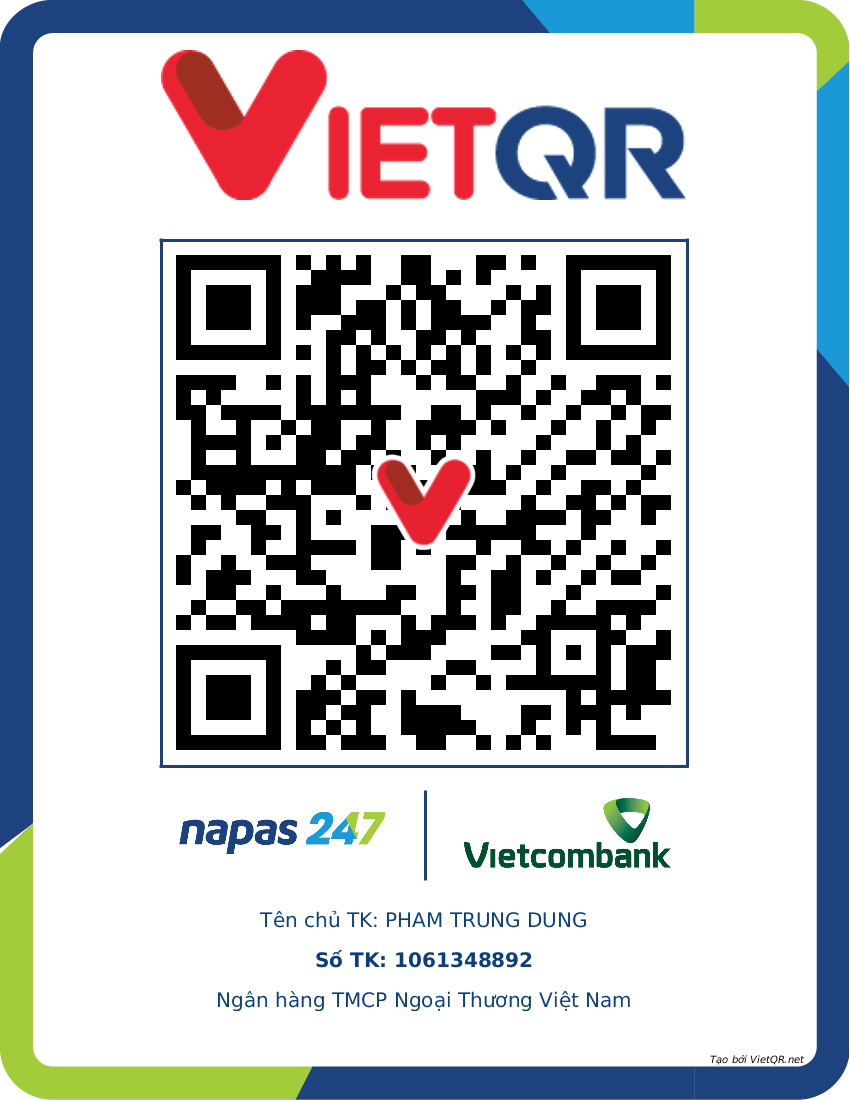 VIETQR
napas 247
Vietcombank
Tên chủ TK: PHAM TRUNG DUNG
Số TK: 1061348892
Ngân hàng TMCP Ngoại Thương Việt Nam
Tạo bởi VietQR.net